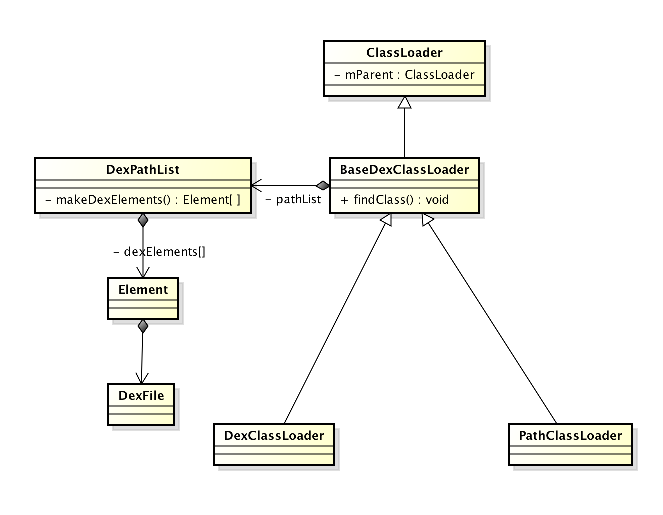 ClassLoader
- mParent : ClassLoader
DexPathList
- makeDexElements() : Element[ ]
- pathList
BaseDexClassLoader
+ findClass() : void
- dexElements[]
Element
DexFile
DexClassLoader
PathClassLoader